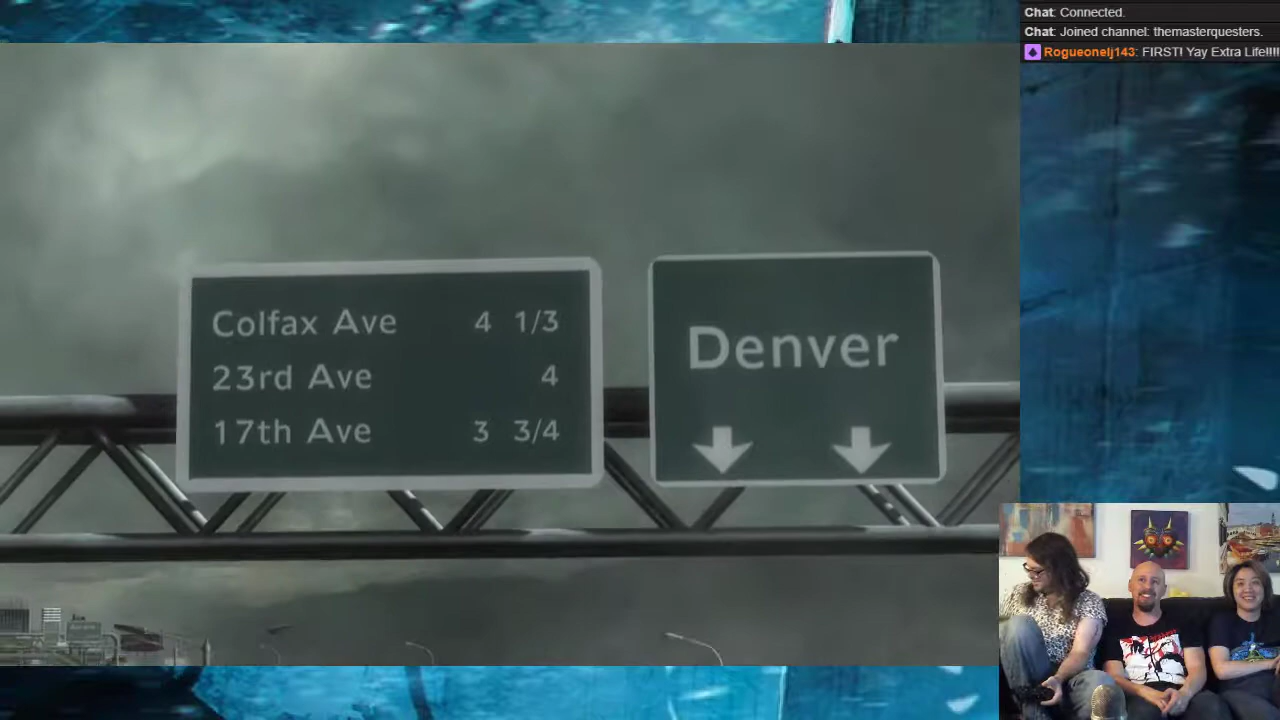 Chat: Connected.
Chat: Joined channel: themasterquesters.
Rogueonelj143: FIRST! Yay Extra Life!!!!
Colfax Ave 4 1/3
23rd Ave 4
17th Ave 3 3/4
Denver